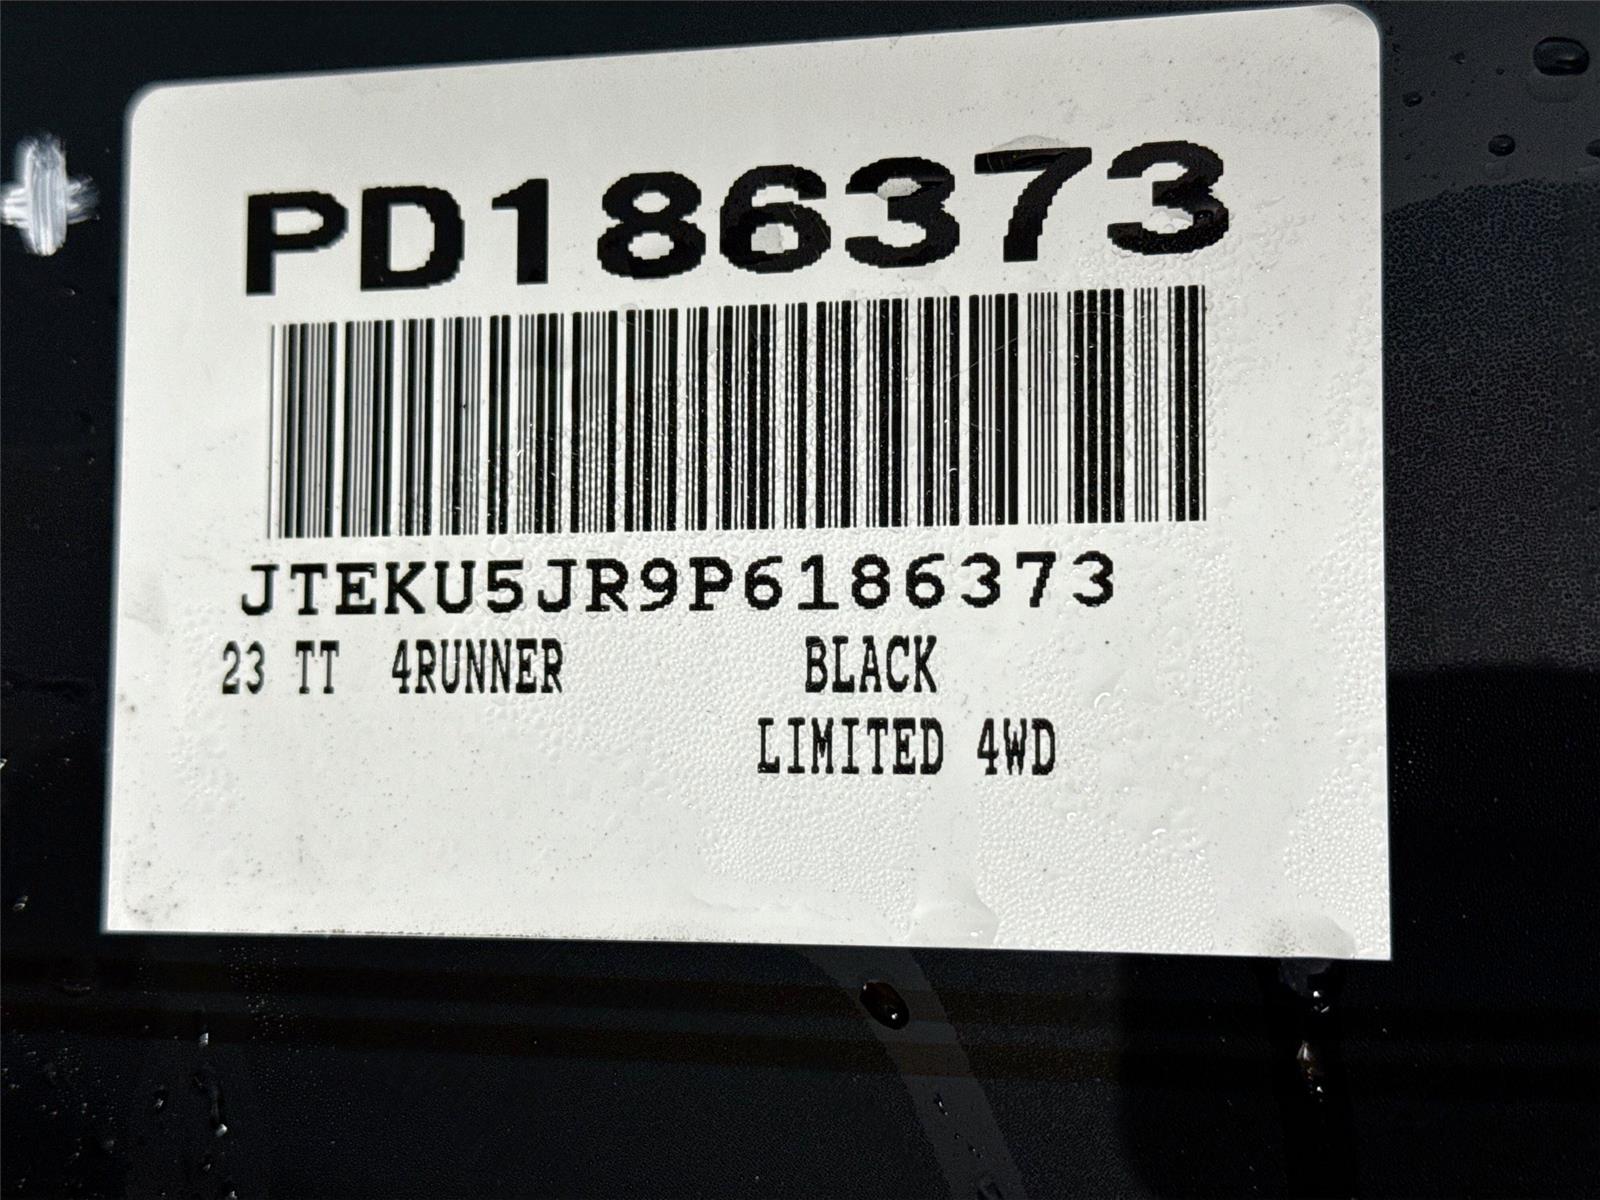 PD186373
JTEKU5JR9P6186373
23 TT 4RUNNER BLACK
LIMITED 4WD